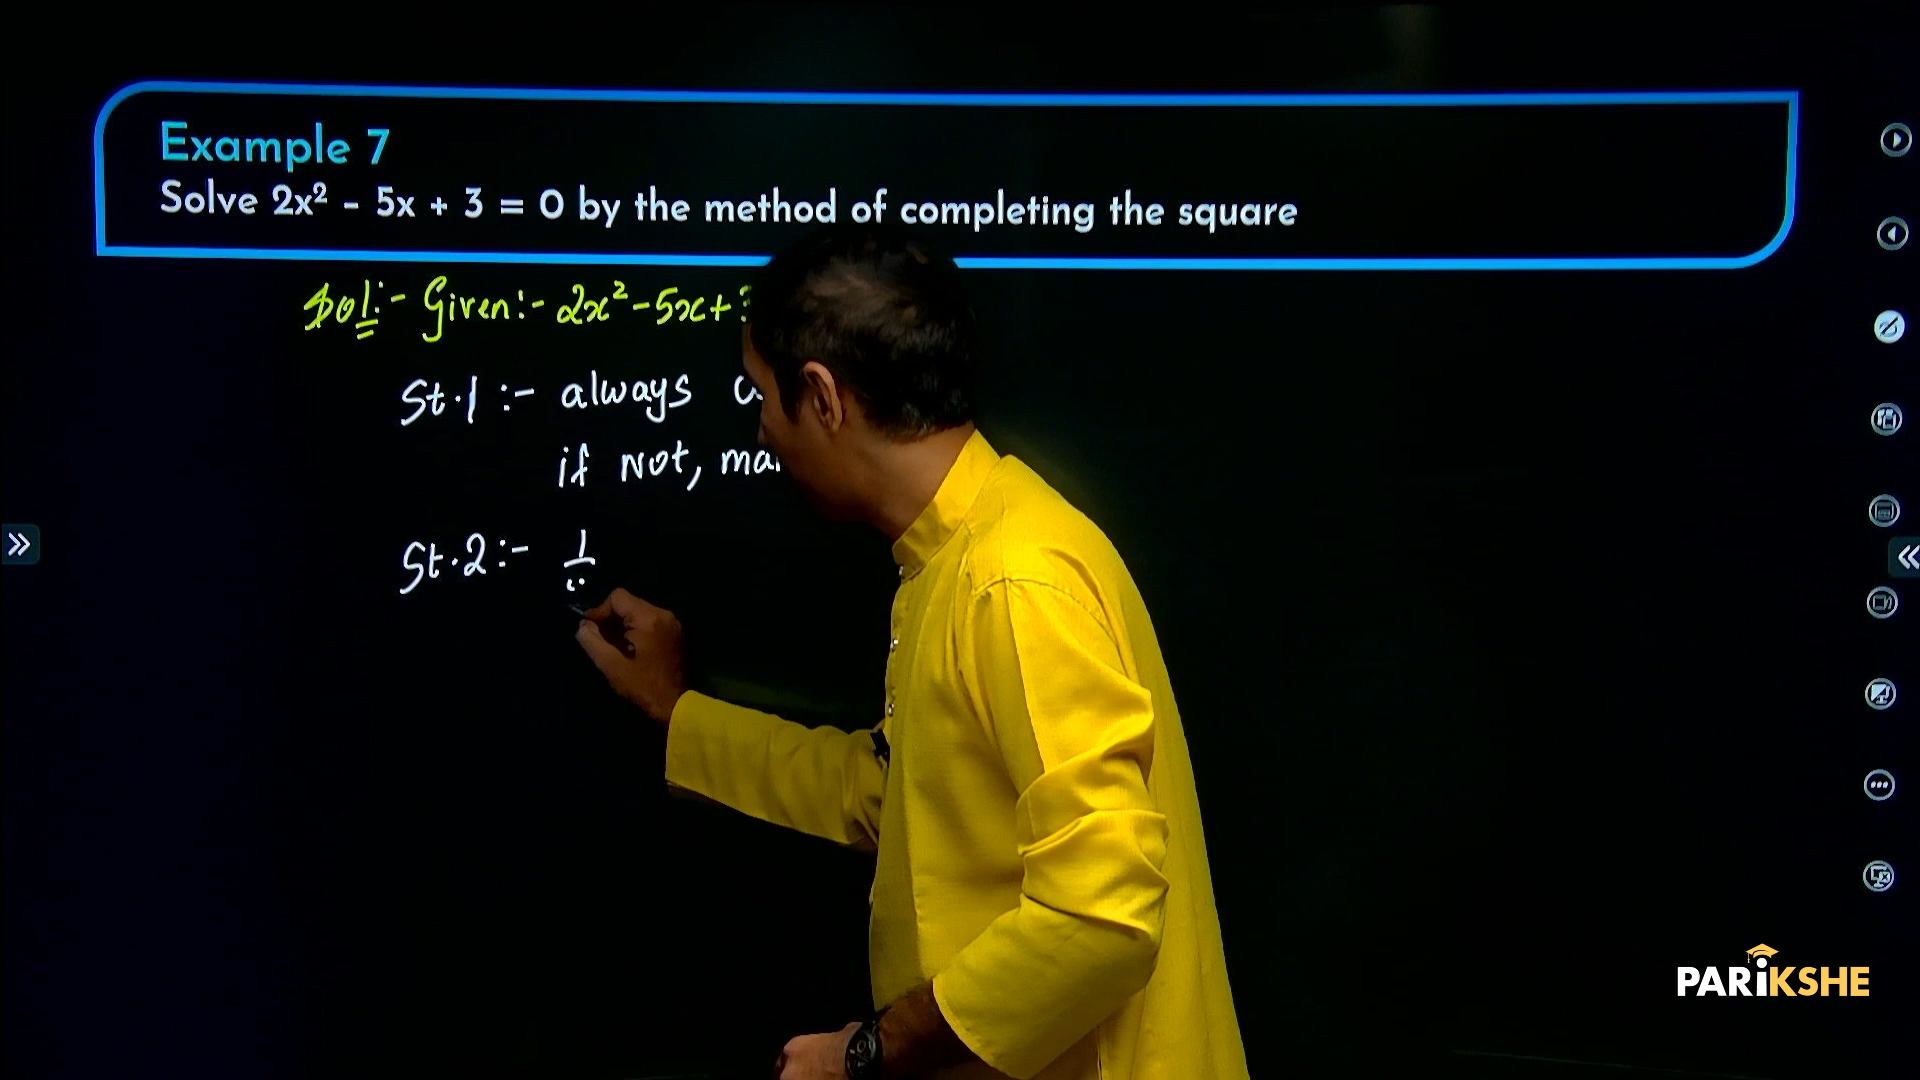 Example 7
Solve 2x² - 5x + 3 = 0 by the method of completing the square
Sol:- Given:- 2x² - 5x +
St.1 :- always
if Not,
St.2 :- 1
PARIKSHE